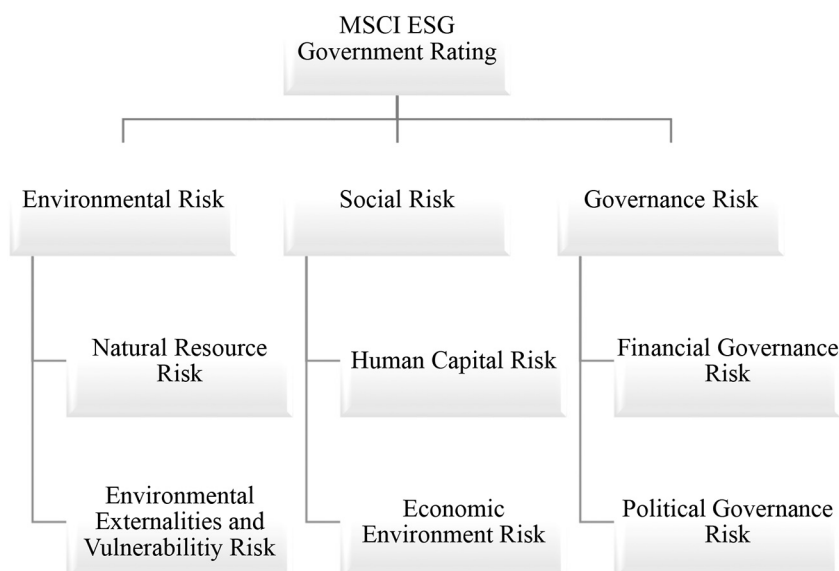 MSCI ESG
Government Rating
Environmental Risk
Social Risk
Governance Risk
Natural Resource
Risk
Human Capital Risk
Financial Governance
Risk
Environmental
Externalities and
Vulnerabilitiy Risk
Economic
Environment Risk
Political Governance
Risk